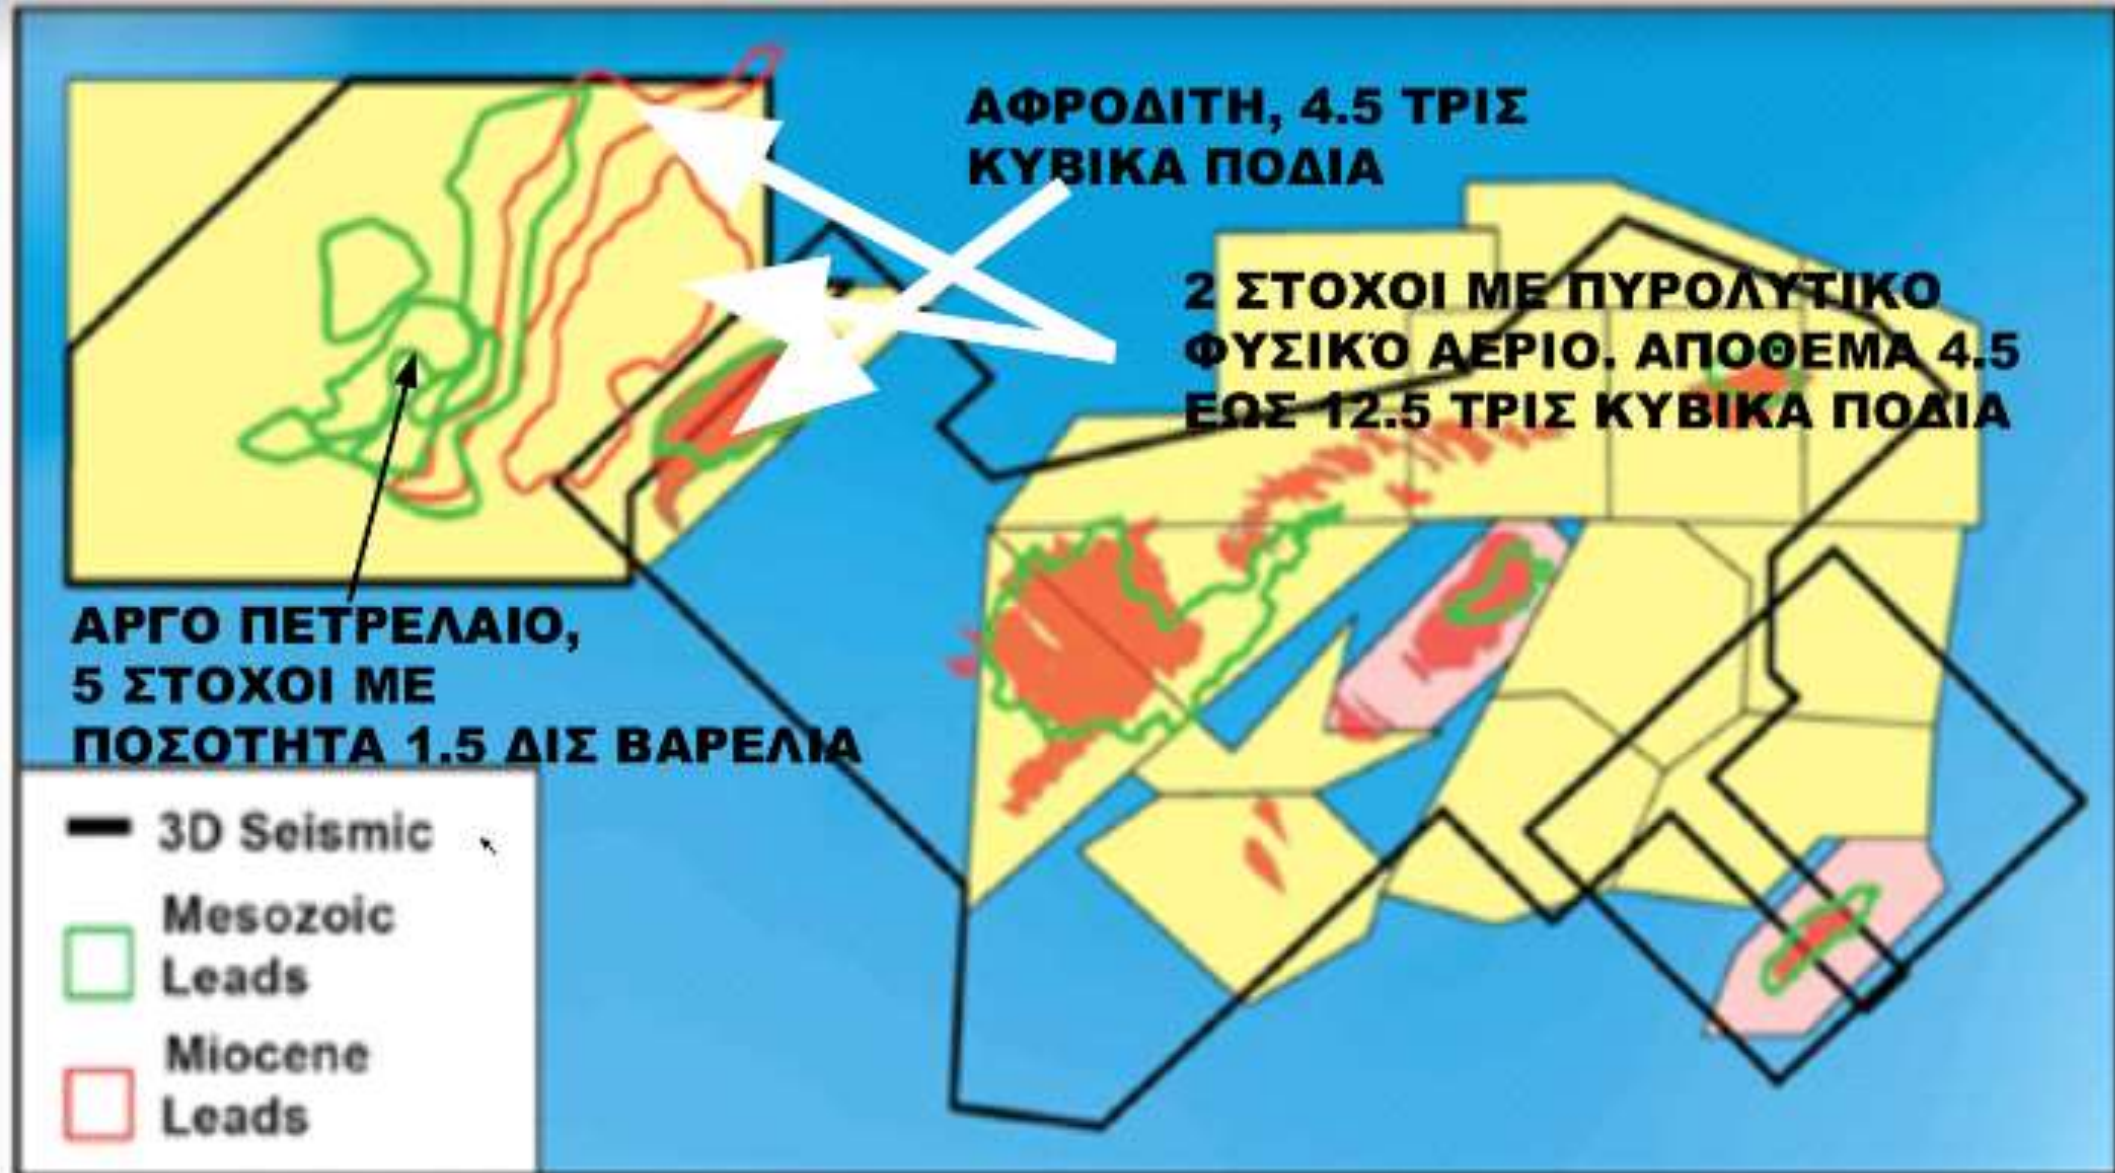 ΑΦΡΟΔΙΤΗ, 4.5 ΤΡΙΣ
ΚΥΒΙΚΑ ΠΟΔΙΑ
2 ΣΤΟΧΟΙ ΜΕ ΠΥΡΟΛΥΤΙΚΟ
ΦΥΣΙΚΌ ΑΕΡΙΟ. ΑΠΟΘΕΜΑ 4.5
ΕΩΣ 12.5 ΤΡΙΣ ΚΥΒΙΚΑ ΠΟΔΙΑ
ΑΡΓΟ ΠΕΤΡΕΛΑΙΟ,
5 ΣΤΟΧΟΙ ΜΕ
ΠΟΣΟΤΗΤΑ 1.5 ΔΙΣ ΒΑΡΕΛΙΑ
3D Seismic
Mesozoic
Leads
Miocene
Leads